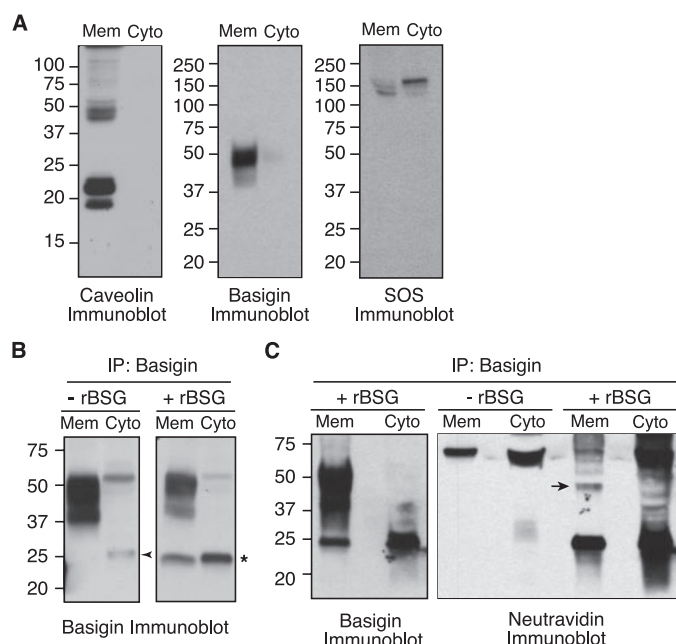 A
Mem Cyto
Mem Cyto
Mem Cyto
100
75
50
37
25
20
15
250
150
100
75
50
37
25
20
250
150
100
75
50
37
25
20
Caveolin
Immunoblot
Basigin
Immunoblot
SOS
Immunoblot
B
IP: Basigin
- rBSG
+ rBSG
Mem Cyto
Mem Cyto
75
50
37
25
20
*
Basigin Immunoblot
C
IP: Basigin
+ rBSG
- rBSG
+ rBSG
Mem Cyto
Mem Cyto
Mem Cyto
75
50
37
25
20
Basigin
Immunoblot
Neutravidin
Immunoblot